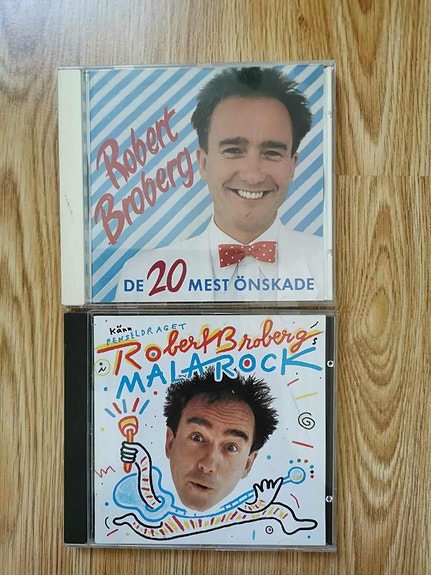 Robert
Broberg
DE 20 MEST ÖNSKADE
Känn
PENSELDRAGET
i Robert Broberg's
MÅLAROCK